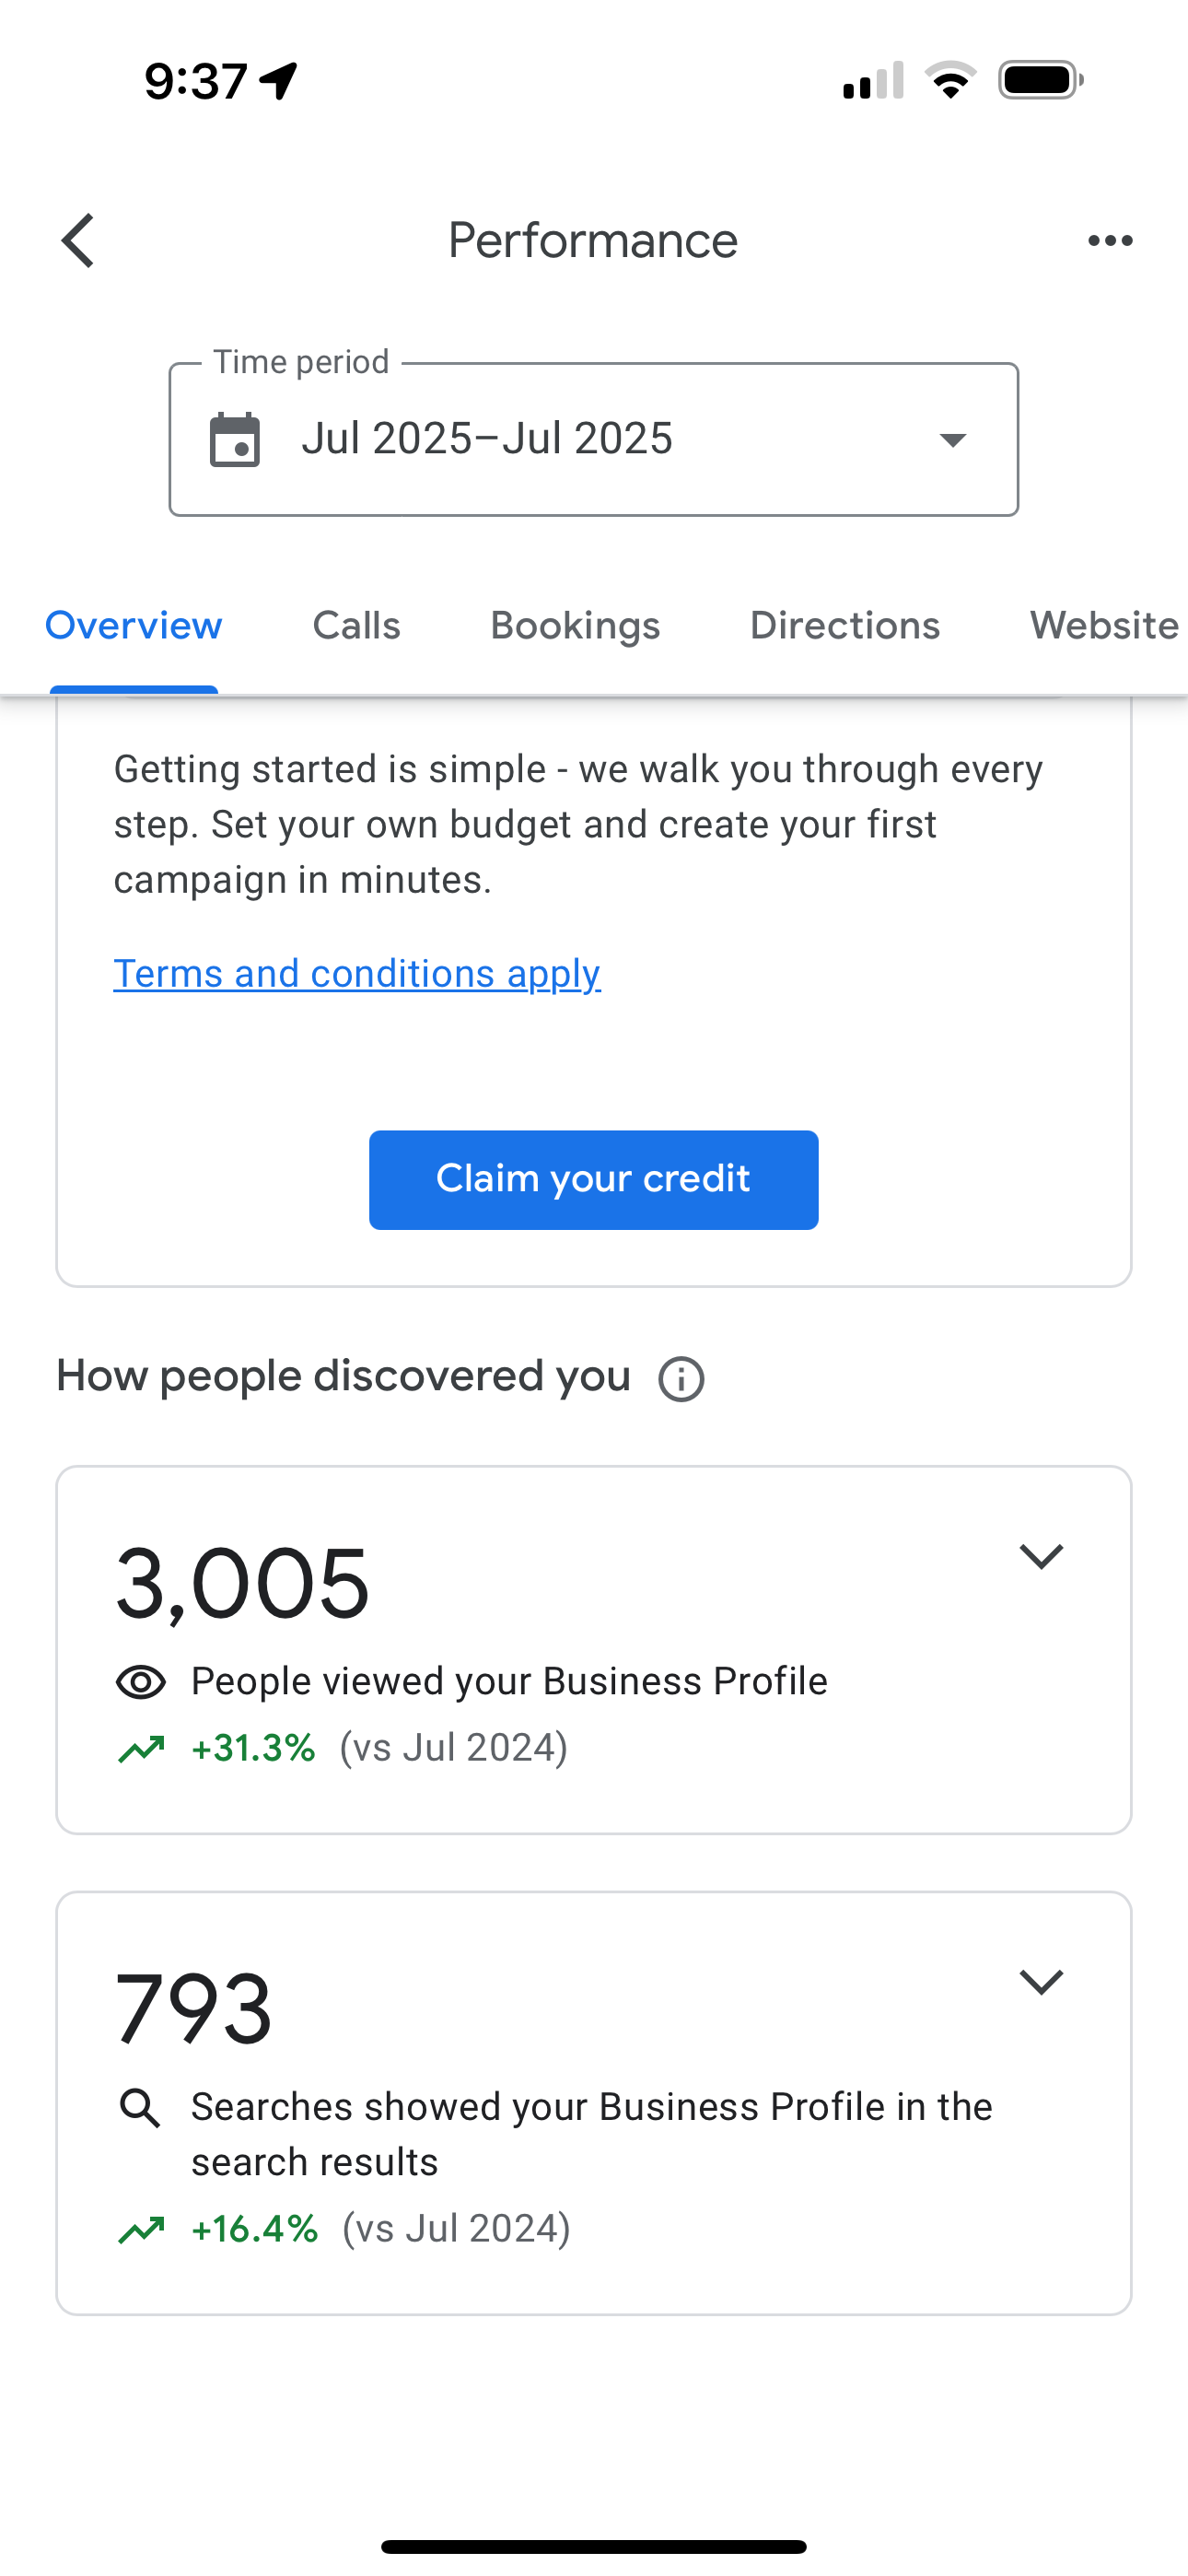 9:37
Performance
Time period
Jul 2025–Jul 2025
Overview Calls Bookings Directions Website
Getting started is simple - we walk you through every
step. Set your own budget and create your first
campaign in minutes.
Terms and conditions apply
Claim your credit
How people discovered you
3,005
People viewed your Business Profile
+31.3% (vs Jul 2024)
793
Searches showed your Business Profile in the
search results
+16.4% (vs Jul 2024)